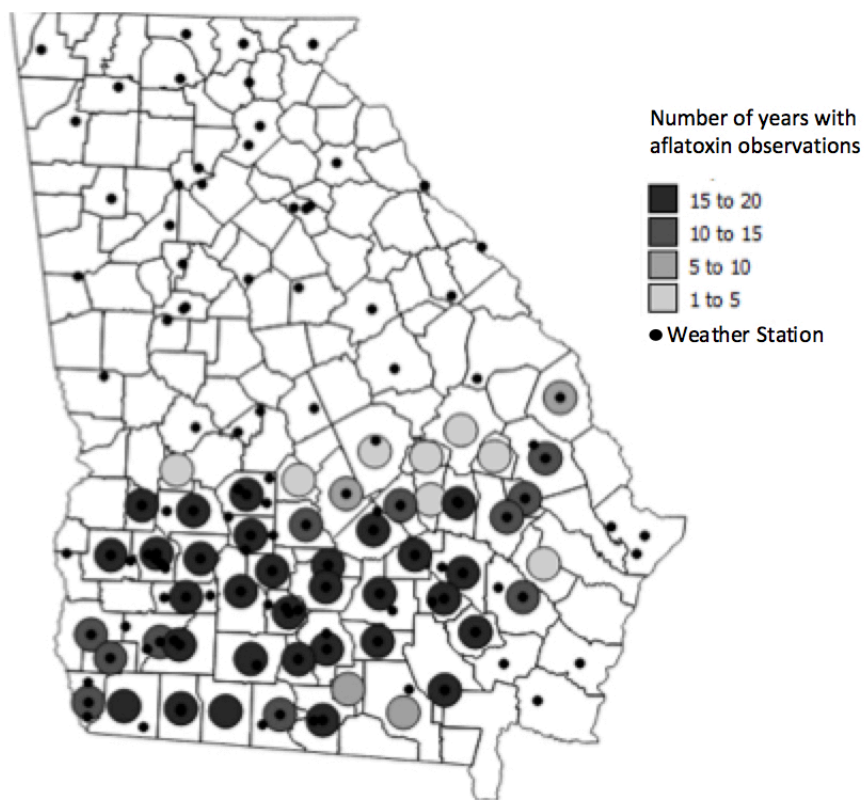 Number of years with
aflatoxin observations
15 to 20
10 to 15
5 to 10
1 to 5
Weather Station